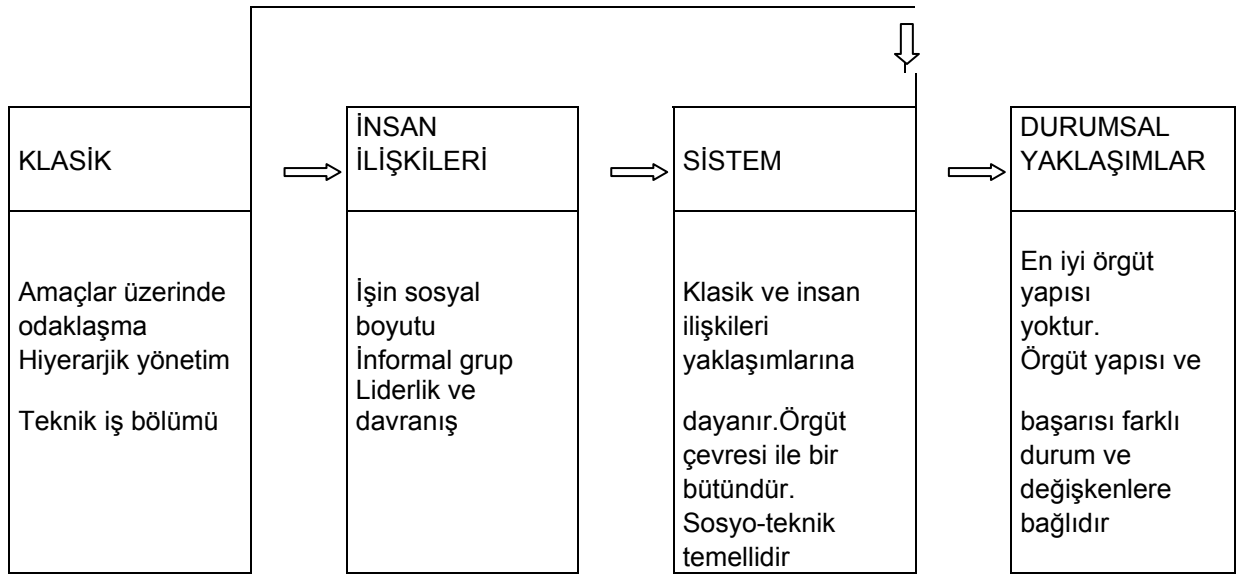 KLASİK
İNSAN
İLİŞKİLERİ
SİSTEM
DURUMSAL
YAKLAŞIMLAR
Amaçlar üzerinde
odaklaşma
Hiyerarjik yönetim
Teknik iş bölümü
İşin sosyal
boyutu
İnformal grup
Liderlik ve
davranış
Klasik ve insan
ilişkileri
yaklaşımlarına
dayanır.Örgüt
çevresi ile bir
bütündür.
Sosyo-teknik
temellidir
En iyi örgüt
yapısı
yoktur.
Örgüt yapısı ve
başarısı farklı
durum ve
değişkenlere
bağlıdır